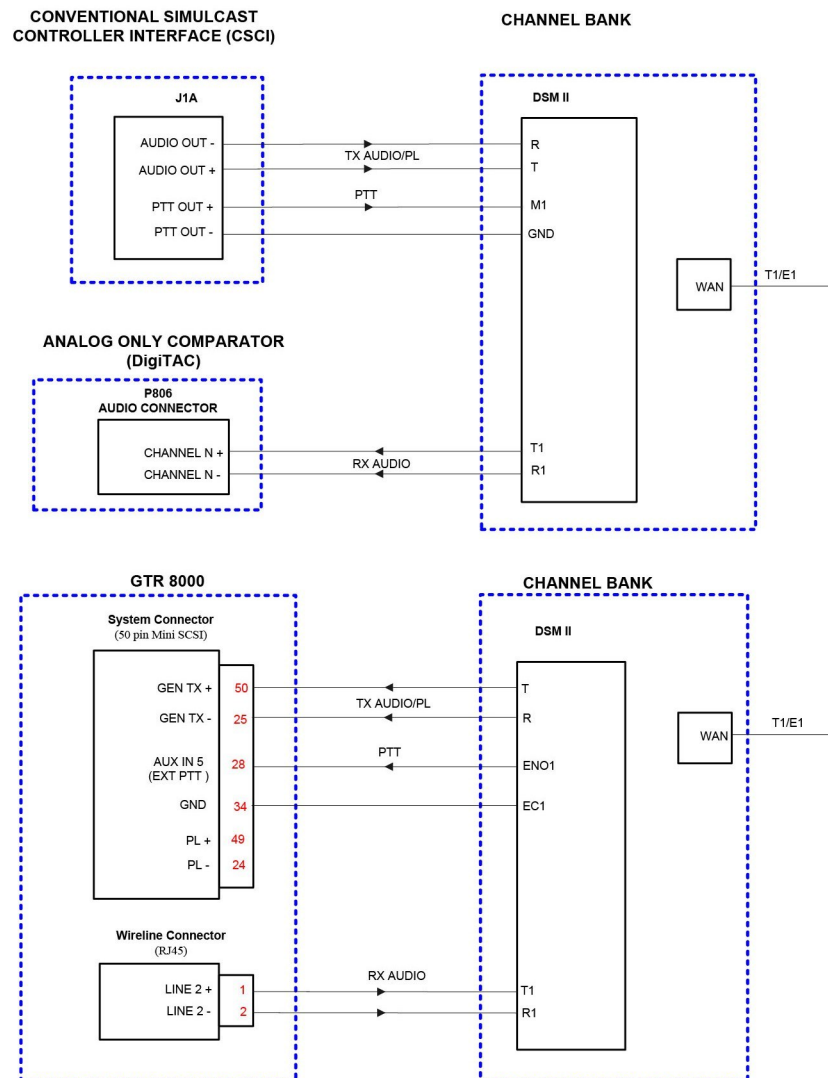 CONVENTIONAL SIMULCAST
CONTROLLER INTERFACE (CSCI)
CHANNEL BANK
J1A
DSM II
AUDIO OUT -
R
TX AUDIO/PL
AUDIO OUT +
T
PTT
PTT OUT +
M1
PTT OUT -
GND
T1/E1
WAN
ANALOG ONLY COMPARATOR
(DigiTAC)
P806
AUDIO CONNECTOR
CHANNEL N +
T1
RX AUDIO
CHANNEL N -
R1
GTR 8000
CHANNEL BANK
System Connector
(50 pin Mini SCSI)
DSM II
GEN TX +
50
T
TX AUDIO/PL
GEN TX -
25
R
T1/E1
WAN
PTT
AUX IN 5
(EXT PTT )
28
ENO1
GND
34
EC1
PL +
49
PL -
24
Wireline Connector
(RJ45)
RX AUDIO
LINE 2 +
1
T1
LINE 2 -
2
R1